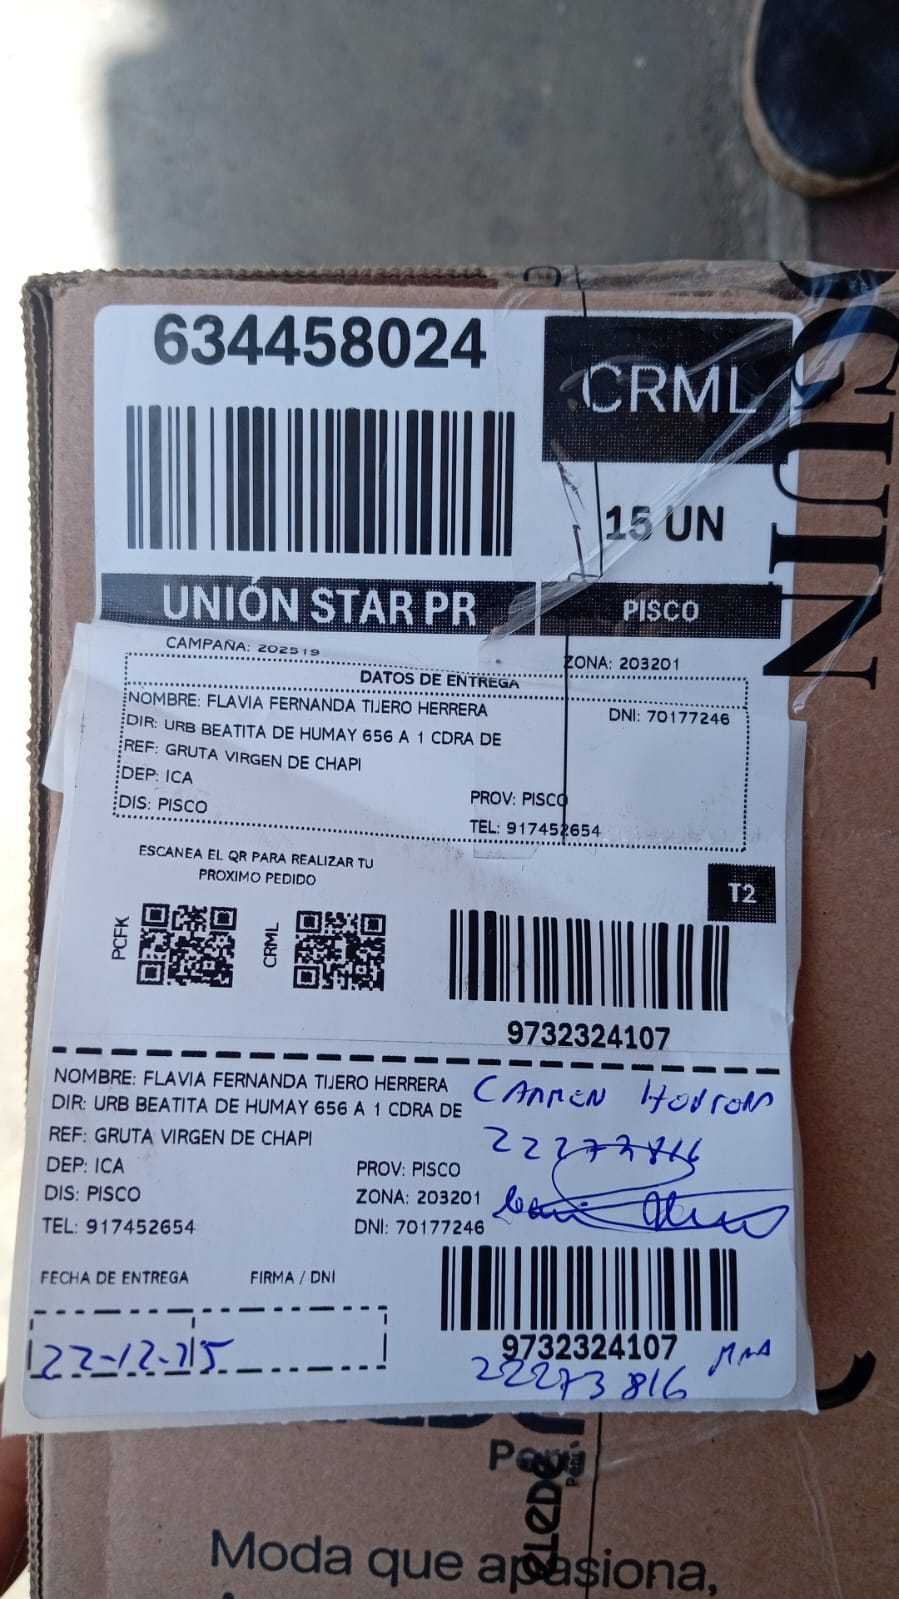 634458024
CRML
15 UN
UNIÓN STAR PR
PISCO
CAMPAÑA: 202519
ZONA: 203201
DATOS DE ENTREGA
NOMBRE: FLAVIA FERNANDA TIJERO HERRERA
DNI: 70177246
DIR: URB BEATITA DE HUMAY 656 A 1 CDRA DE
REF: GRUTA VIRGEN DE CHAPI
DEP: ICA
DIS: PISCO
PROV: PISCO
TEL: 917452654
ESCANEA EL QR PARA REALIZAR TU
PROXIMO PEDIDO
T2
PCFK
CRML
9732324107
NOMBRE: FLAVIA FERNANDA TIJERO HERRERA
CARMEN
DIR: URB BEATITA DE HUMAY 656 A 1 CDRA DE
REF: GRUTA VIRGEN DE CHAPI
22273816
DEP: ICA
PROV: PISCO
DIS: PISCO
ZONA: 203201
TEL: 917452654
DNI: 70177246
FECHA DE ENTREGA
FIRMA / DNI
9732324107
22273816
Moda que apasiona,